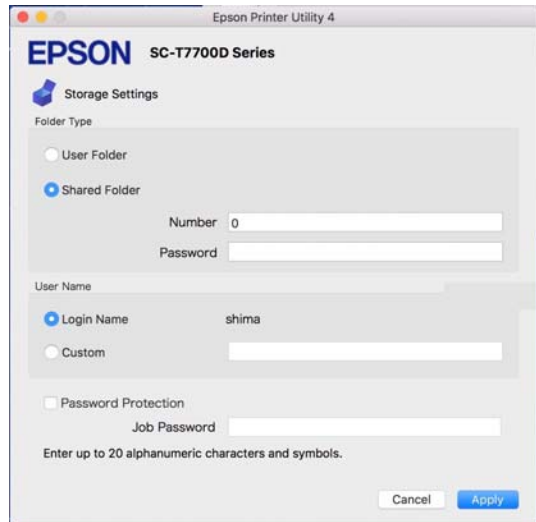 Epson Printer Utility 4
EPSON SC-T7700D Series
Storage Settings
Folder Type
User Folder
Shared Folder
Number 0
Password
User Name
Login Name shima
Custom
Password Protection
Job Password
Enter up to 20 alphanumeric characters and symbols.
Cancel Apply